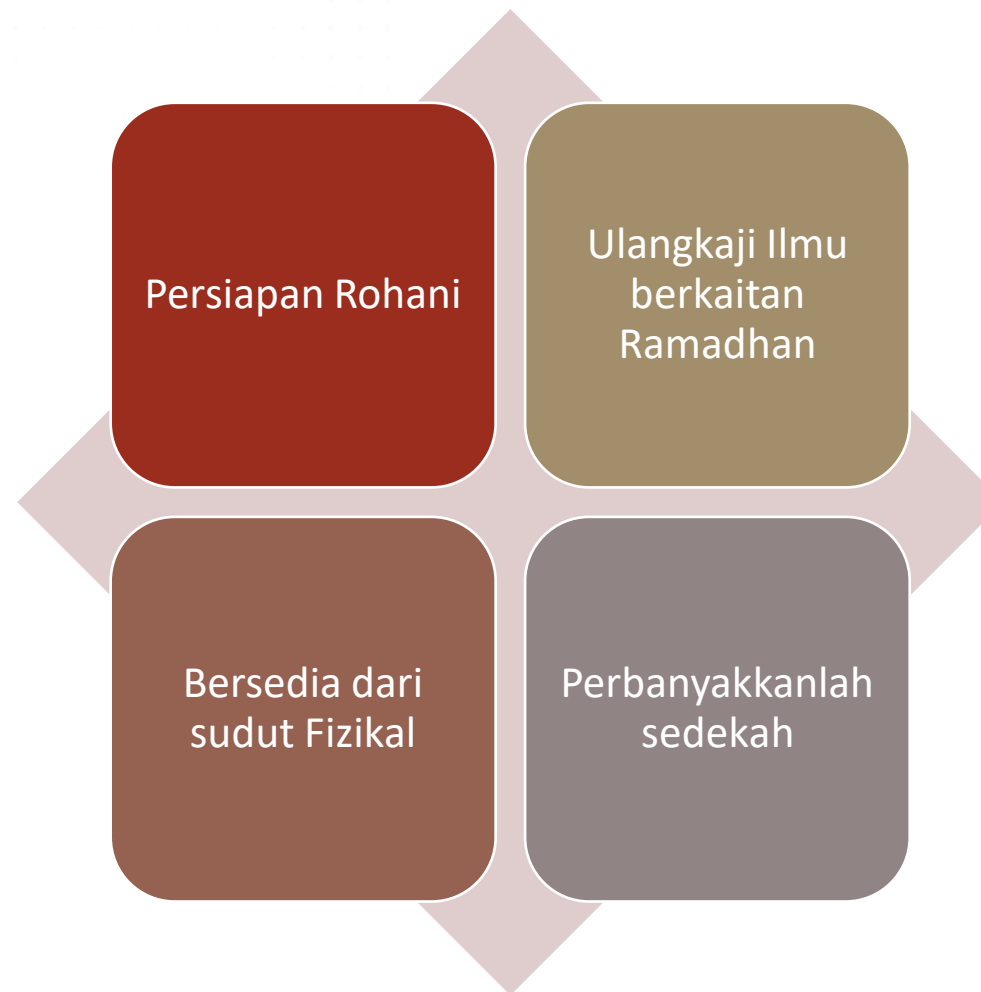 Persiapan Rohani
Ulangkaji Ilmu
berkaitan
Ramadhan
Bersedia dari
sudut Fizikal
Perbanyakkanlah
sedekah